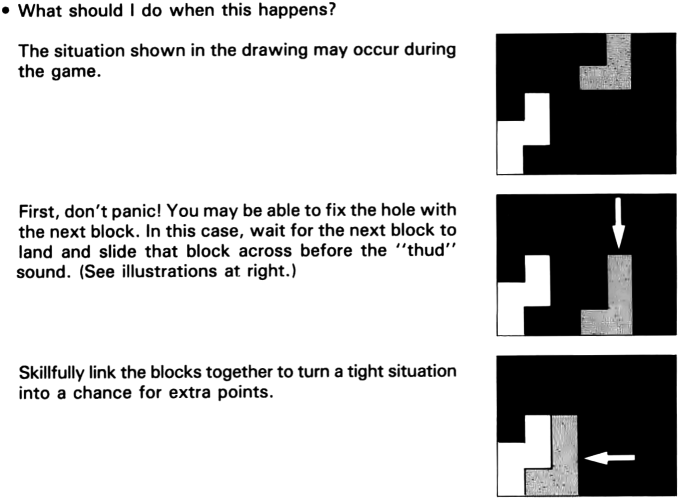 • What should I do when this happens?
The situation shown in the drawing may occur during
the game.
First, don't panic! You may be able to fix the hole with
the next block. In this case, wait for the next block to
land and slide that block across before the ''thud''
sound. (See illustrations at right.)
Skillfully link the blocks together to turn a tight situation
into a chance for extra points.